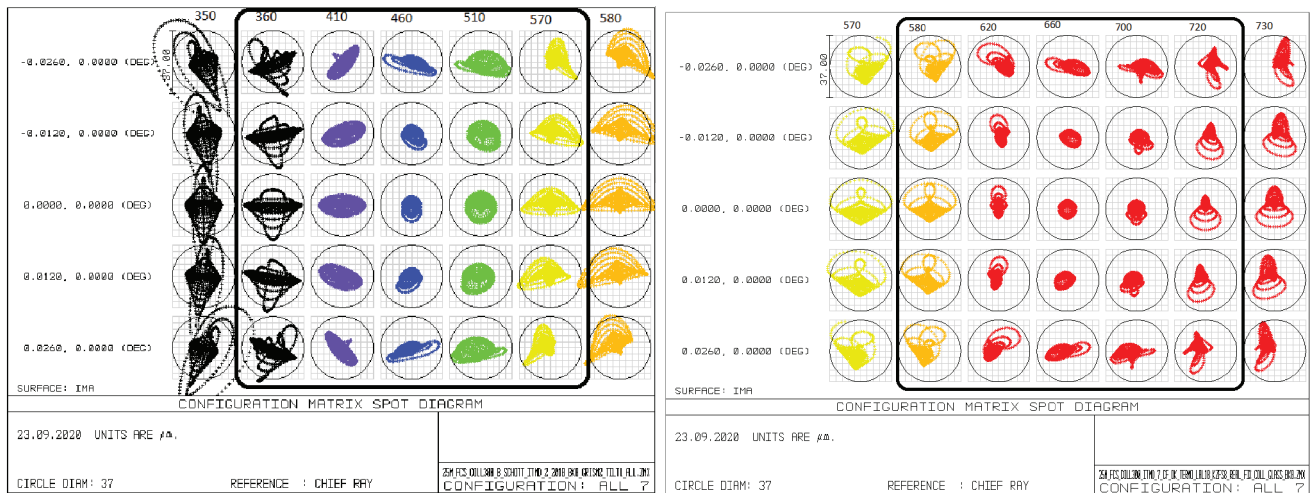 350 360 410 460 510 570 580
-0.0260, 0.0000 (DEG)
-0.0120, 0.0000 (DEG)
0.0000, 0.0000 (DEG)
0.0120, 0.0000 (DEG)
0.0260, 0.0000 (DEG)
SURFACE: IMA
CONFIGURATION MATRIX SPOT DIAGRAM
23.09.2020 UNITS ARE µm.
CIRCLE DIAM: 37 REFERENCE : CHIEF RAY
CONFIGURATION: ALL 7
570 580 620 660 700 720 730
37.00
-0.0260, 0.0000 (DEG)
-0.0120, 0.0000 (DEG)
0.0000, 0.0000 (DEG)
0.0120, 0.0000 (DEG)
0.0260, 0.0000 (DEG)
SURFACE: IMA
CONFIGURATION MATRIX SPOT DIAGRAM
23.09.2020 UNITS ARE µm.
CIRCLE DIAM: 37 REFERENCE : CHIEF RAY
CONFIGURATION: ALL 7